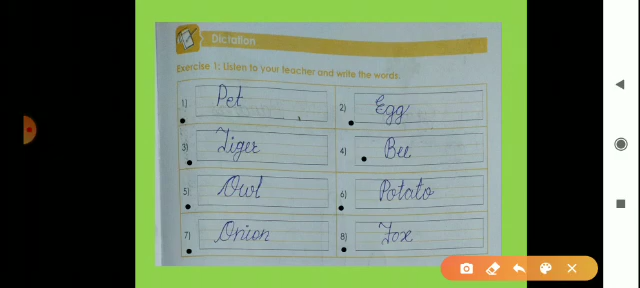 Dictation
Exercise 1: Listen to your teacher and write the words.
1) Pet
2) Egg
3) Tiger
4) Bee
5) Owl
6) Potato
7) Onion
8) Fox